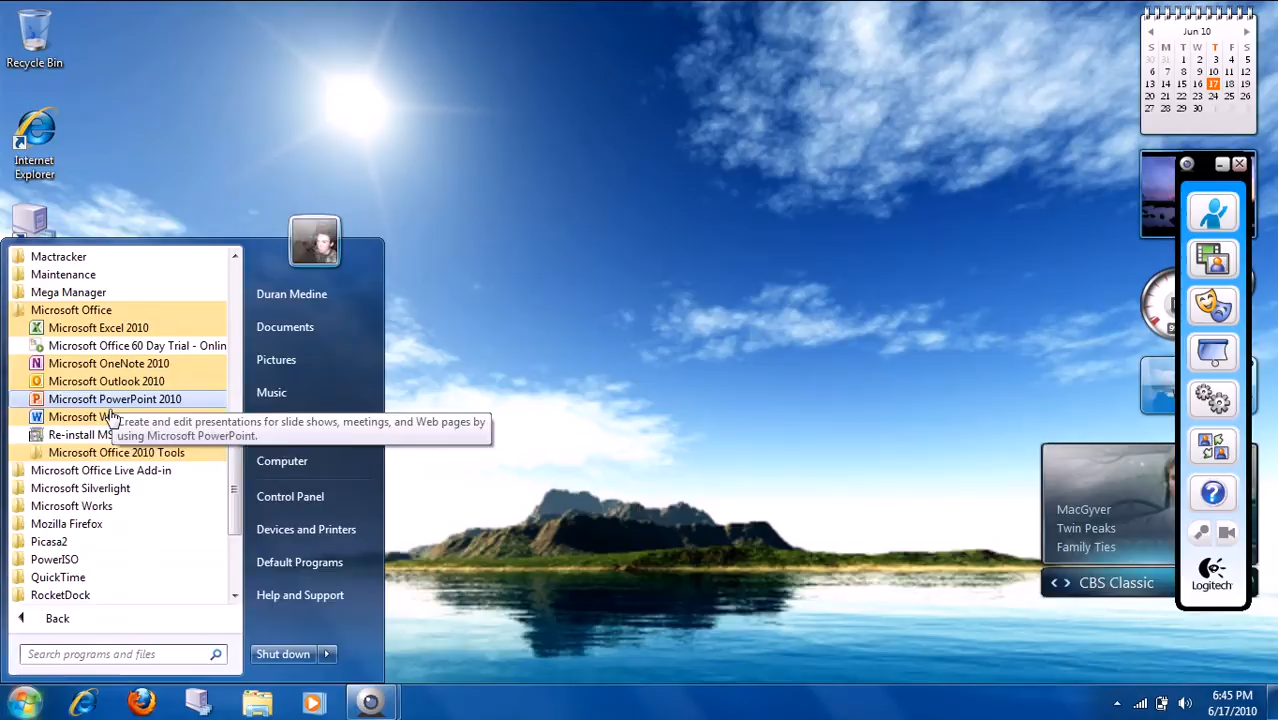 Recycle Bin
Internet
Explorer
Mactracker
Maintenance
Mega Manager
Microsoft Office
Microsoft Excel 2010
Microsoft Office 60 Day Trial - Onlin
Microsoft OneNote 2010
Microsoft Outlook 2010
Microsoft PowerPoint 2010
Microsoft W
Create and edit presentations for slide shows, meetings, and Web pages by
using Microsoft PowerPoint.
Re-install MS
Microsoft Office 2010 Tools
Microsoft Office Live Add-in
Microsoft Silverlight
Microsoft Works
Mozilla Firefox
Picasa2
PowerISO
QuickTime
RocketDock
Back
Search programs and files
Duran Medine
Documents
Pictures
Music
Computer
Control Panel
Devices and Printers
Default Programs
Help and Support
Shut down
Jun 10
S M T W T F S
30 31 1 2 3 4 5
6 7 8 9 10 11 12
13 14 15 16 17 18 19
20 21 22 23 24 25 26
27 28 29 30
MacGyver
Twin Peaks
Family Ties
CBS Classic
Logitech
6:45 PM
6/17/2010